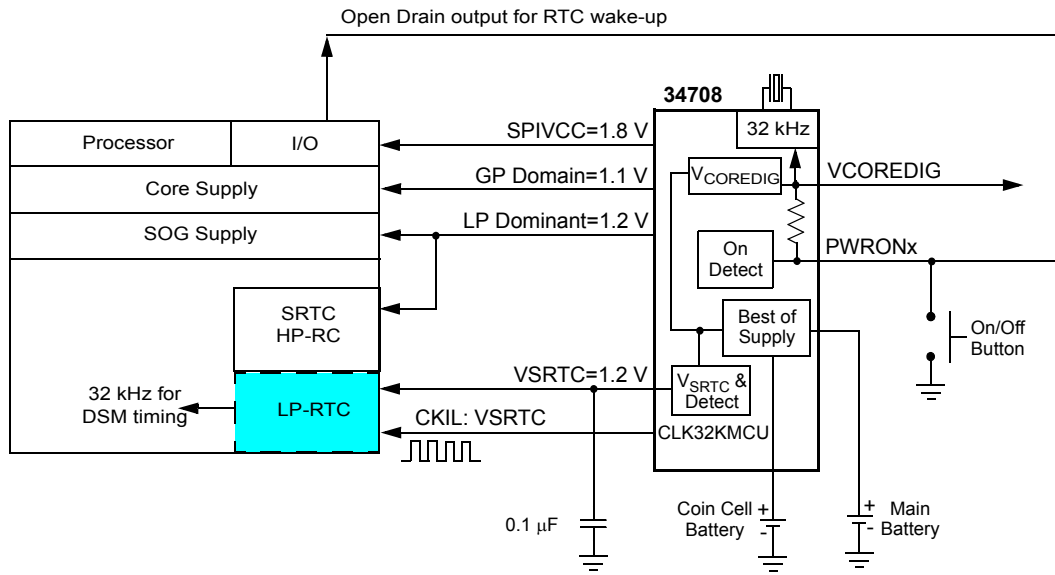 Open Drain output for RTC wake-up
34708
Processor
I/O
SPIVCC=1.8 V
32 kHz
Core Supply
GP Domain=1.1 V
VCOREDIG
VCOREDIG
SOG Supply
LP Dominant=1.2 V
On
Detect
PWRONx
SRTC
HP-RC
Best of
Supply
On/Off
Button
32 kHz for
DSM timing
LP-RTC
VSRTC=1.2 V
VSRTC &
Detect
CKIL: VSRTC
CLK32KMCU
0.1 μF
Coin Cell
Battery
+
-
+
-
Main
Battery